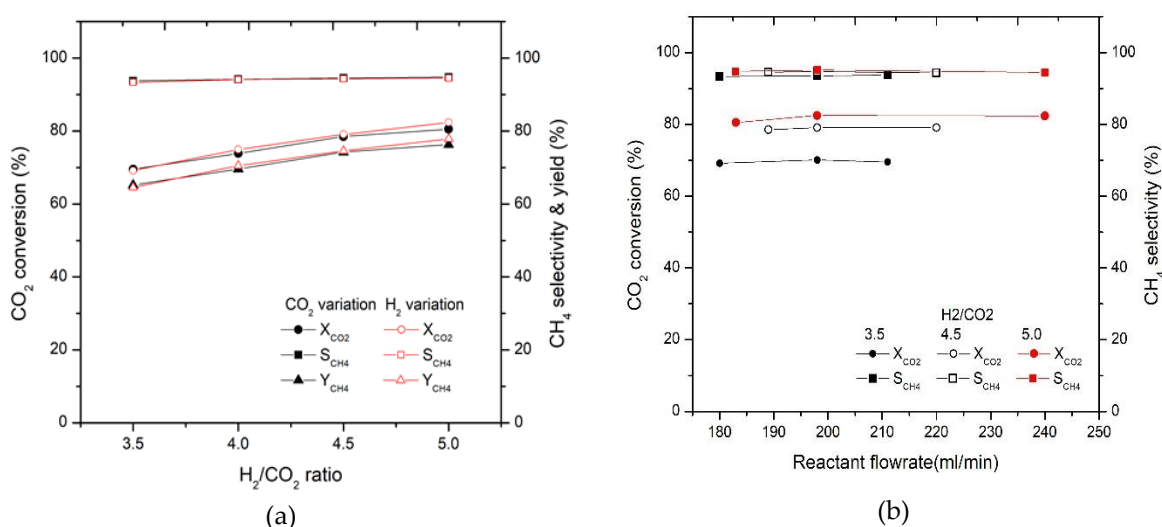 100
80
60
40
20
0
CO2 conversion (%)
100
80
60
40
20
0
CH4 selectivity & yield (%)
CO2 variation H2 variation
XCO2 XCO2
SCH4 SCH4
YCH4 YCH4
3.5 4.0 4.5 5.0
H2/CO2 ratio
(a)
100
80
60
40
20
0
CO2 conversion (%)
100
80
60
40
20
0
CH4 selectivity (%)
H2/CO2
3.5 4.5 5.0
XCO2 XCO2 XCO2
SCH4 SCH4 SCH4
180 190 200 210 220 230 240 250
Reactant flowrate(ml/min)
(b)